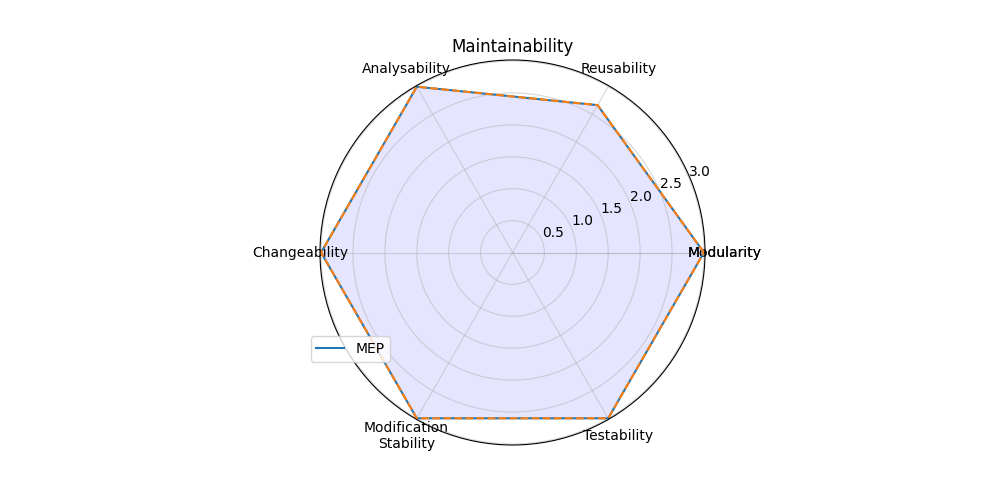 Maintainability
Analysability
Reusability
3.0
2.5
2.0
1.5
1.0
0.5
Changeability
Modularity
MEP
Modification
Stability
Testability